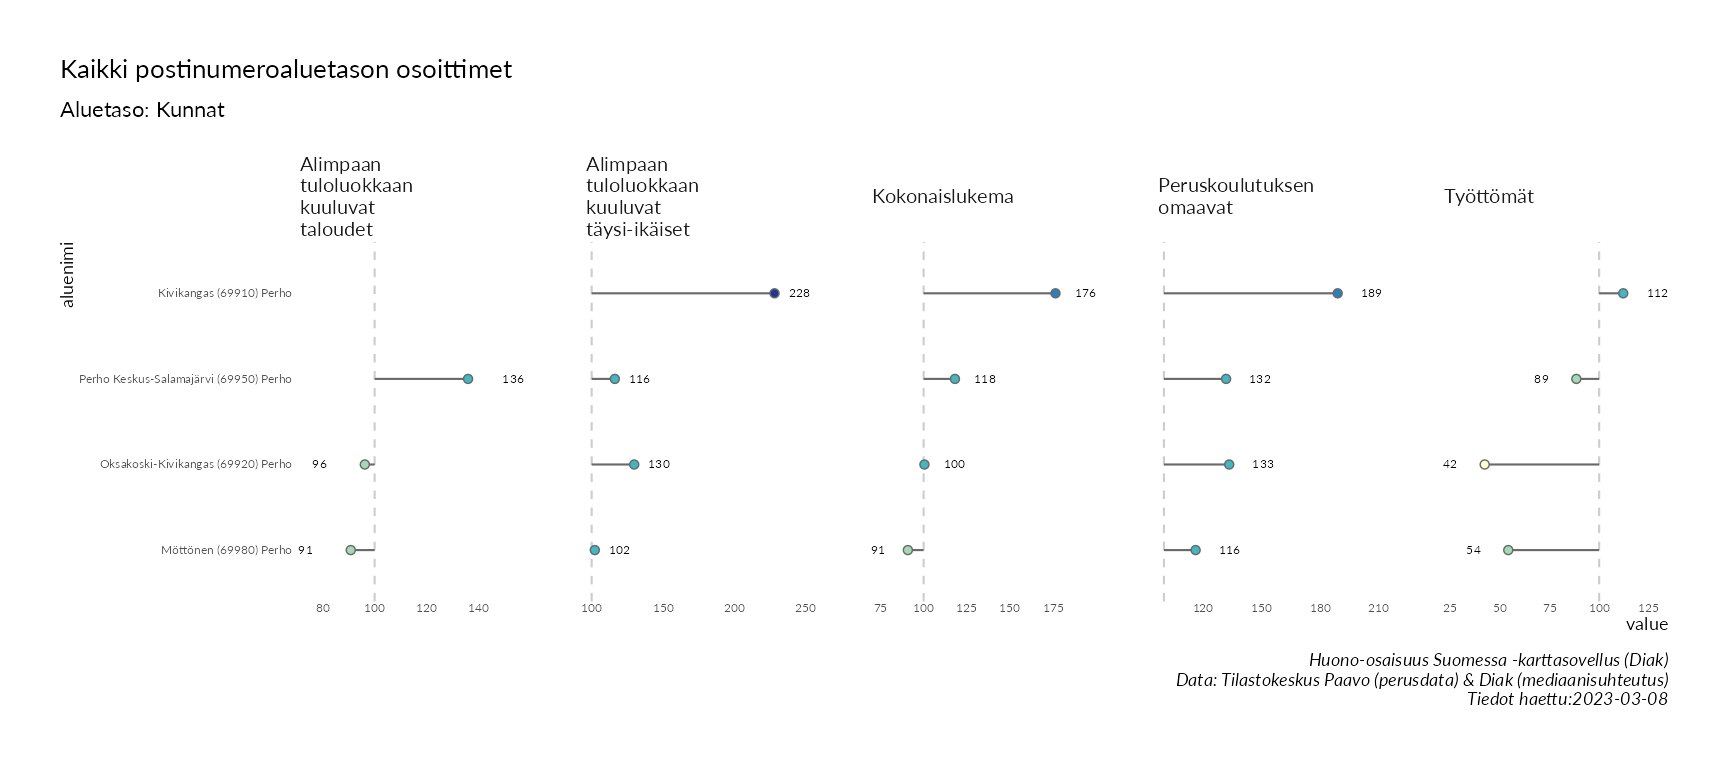 Kaikki postinumeroaluetason osoittimet
Aluetaso: Kunnat
Alimpaan
tuloluokkaan
kuuluvat
taloudet
Alimpaan
tuloluokkaan
kuuluvat
täysi-ikäiset
Kokonaislukema
Peruskoulutuksen
omaavat
Työttömät
aluenimi
Kivikangas (69910) Perho 228 176 189 112
Perho Keskus-Salamajärvi (69950) Perho 136 116 118 132 89
Oksakoski-Kivikangas (69920) Perho 96 130 100 133 42
Möttönen (69980) Perho 91 102 91 116 54
80 100 120 140 100 150 200 250 75 100 125 150 175 120 150 180 210 25 50 75 100 125
value
Huono-osaisuus Suomessa -karttasovellus (Diak)
Data: Tilastokeskus Paavo (perusdata) & Diak (mediaanisuhteutus)
Tiedot haettu:2023-03-08